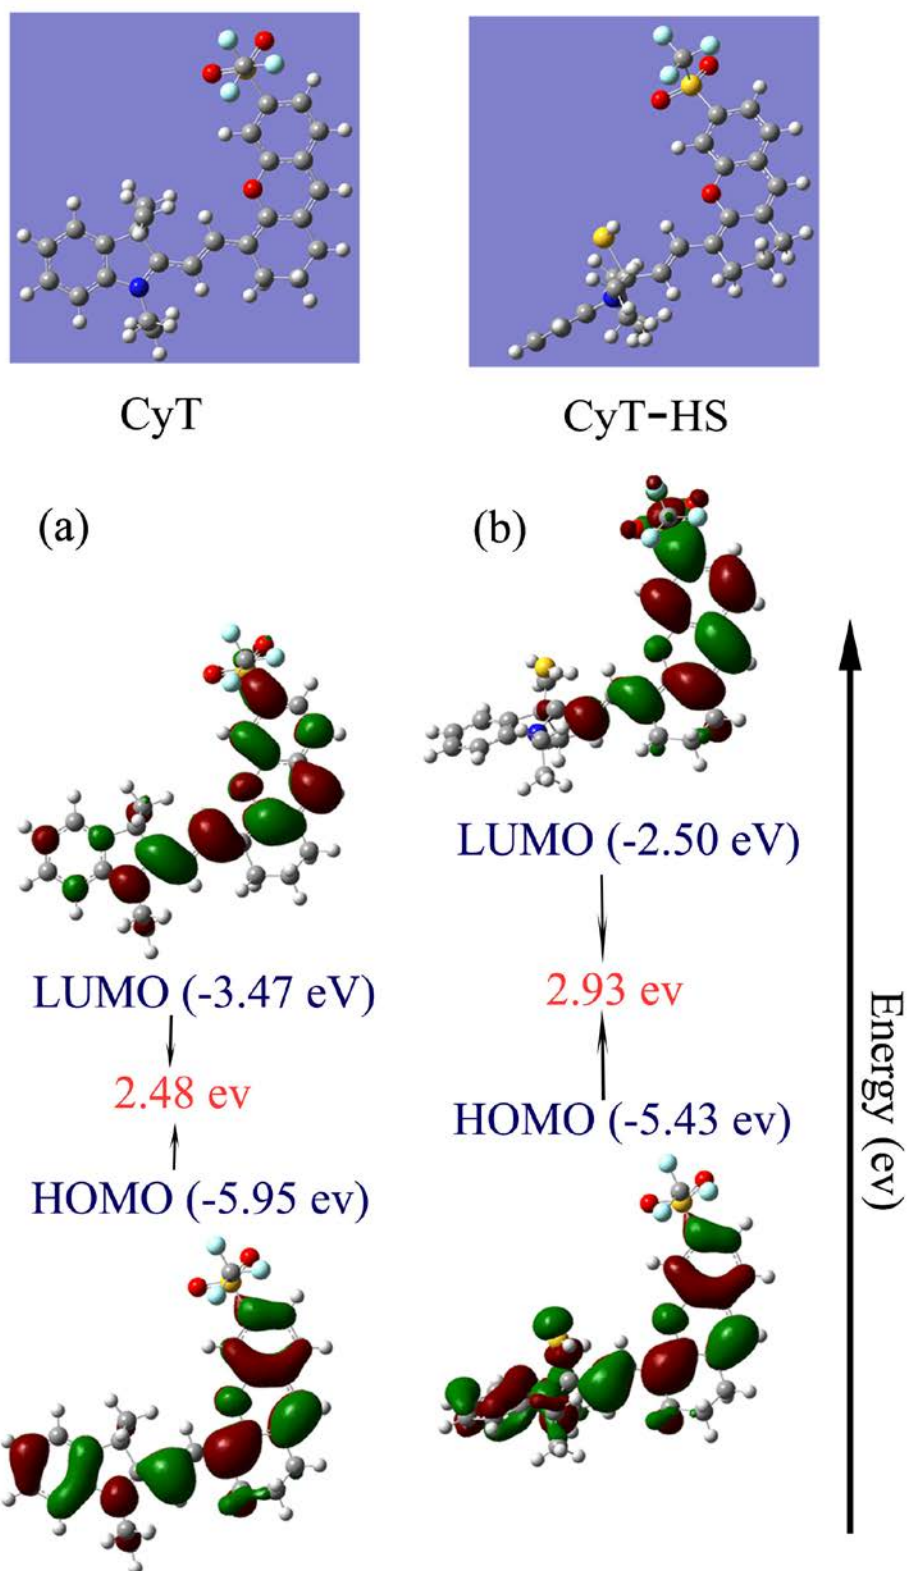 CyT
CyT-HS
(a)
(b)
LUMO (-3.47 eV)
2.48 ev
HOMO (-5.95 ev)
LUMO (-2.50 eV)
2.93 ev
HOMO (-5.43 ev)
Energy (ev)